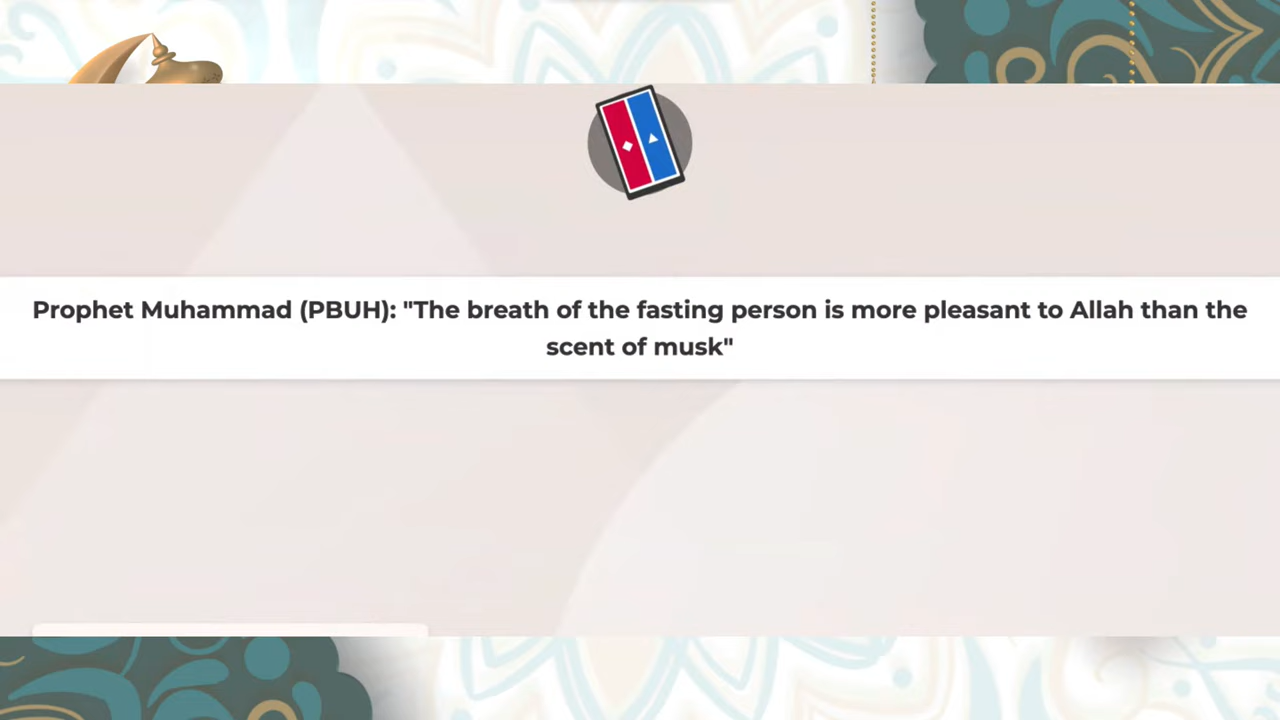 Prophet Muhammad (PBUH): "The breath of the fasting person is more pleasant to Allah than the
scent of musk"